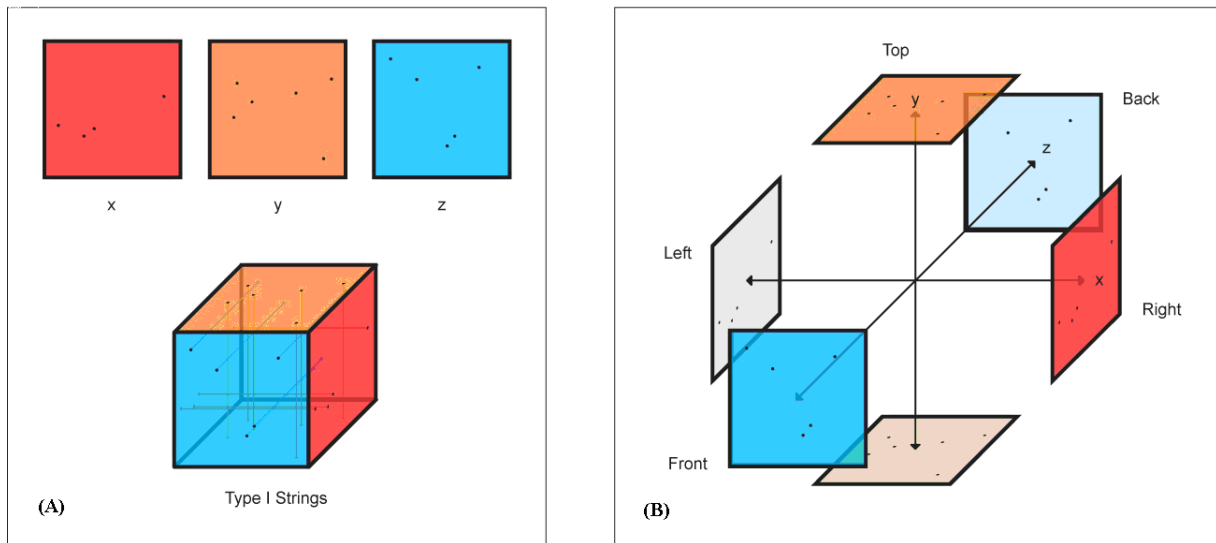 x
y
z
Type I Strings
(A)
Top
y
Back
z
Left
x
Right
Front
(B)